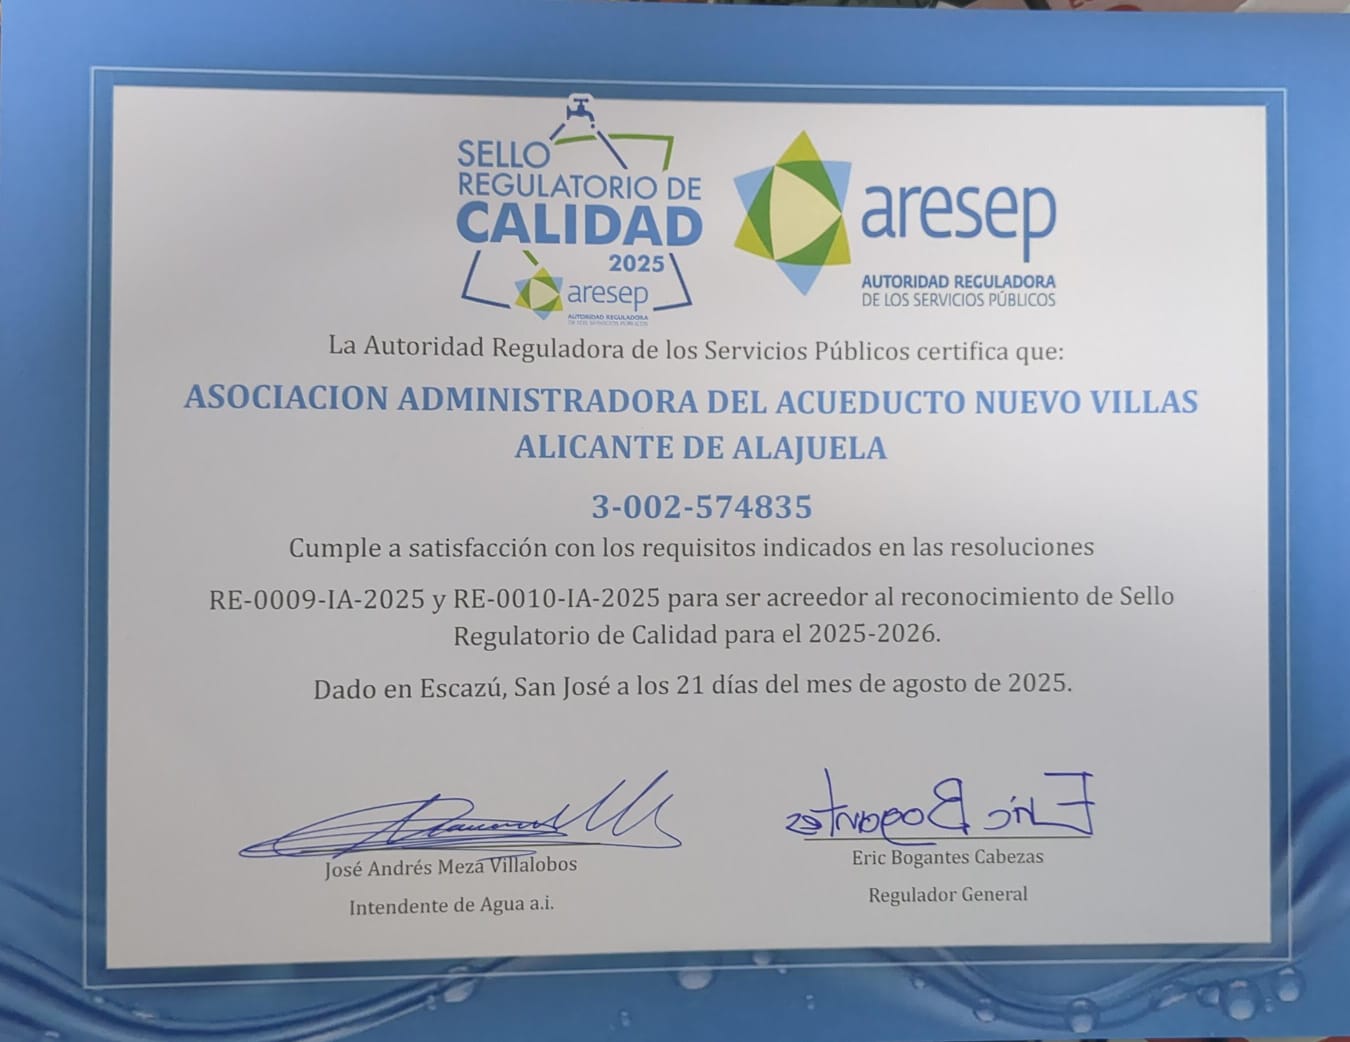 SELLO
REGULATORIO DE
CALIDAD
2025
aresep
AUTORIDAD REGULADORA
DE LOS SERVICIOS PÚBLICOS
aresep
AUTORIDAD REGULADORA
DE LOS SERVICIOS PÚBLICOS
La Autoridad Reguladora de los Servicios Públicos certifica que:
ASOCIACION ADMINISTRADORA DEL ACUEDUCTO NUEVO VILLAS
ALICANTE DE ALAJUELA
3-002-574835
Cumple a satisfacción con los requisitos indicados en las resoluciones
RE-0009-IA-2025 y RE-0010-IA-2025 para ser acreedor al reconocimiento de Sello
Regulatorio de Calidad para el 2025-2026.
Dado en Escazú, San José a los 21 días del mes de agosto de 2025.
Eric Bogantes
José Andrés Meza Villalobos
Intendente de Agua a.i.
Eric Bogantes Cabezas
Regulador General